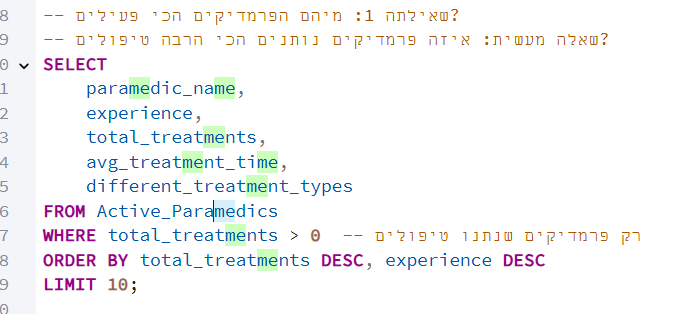 8 -- שאילתה 1: מיהם הפרמדיקים הכי פעילים?
9 -- שאלה מעשית: איזה פרמדיקים נותנים הכי הרבה טיפולים?
0 SELECT
1 paramedic_name,
2 experience,
3 total_treatments,
4 avg_treatment_time,
5 different_treatment_types
6 FROM Active_Paramedics
7 WHERE total_treatments > 0 -- רק פרמדיקים שנתנו טיפולים
8 ORDER BY total_treatments DESC, experience DESC
9 LIMIT 10;
0